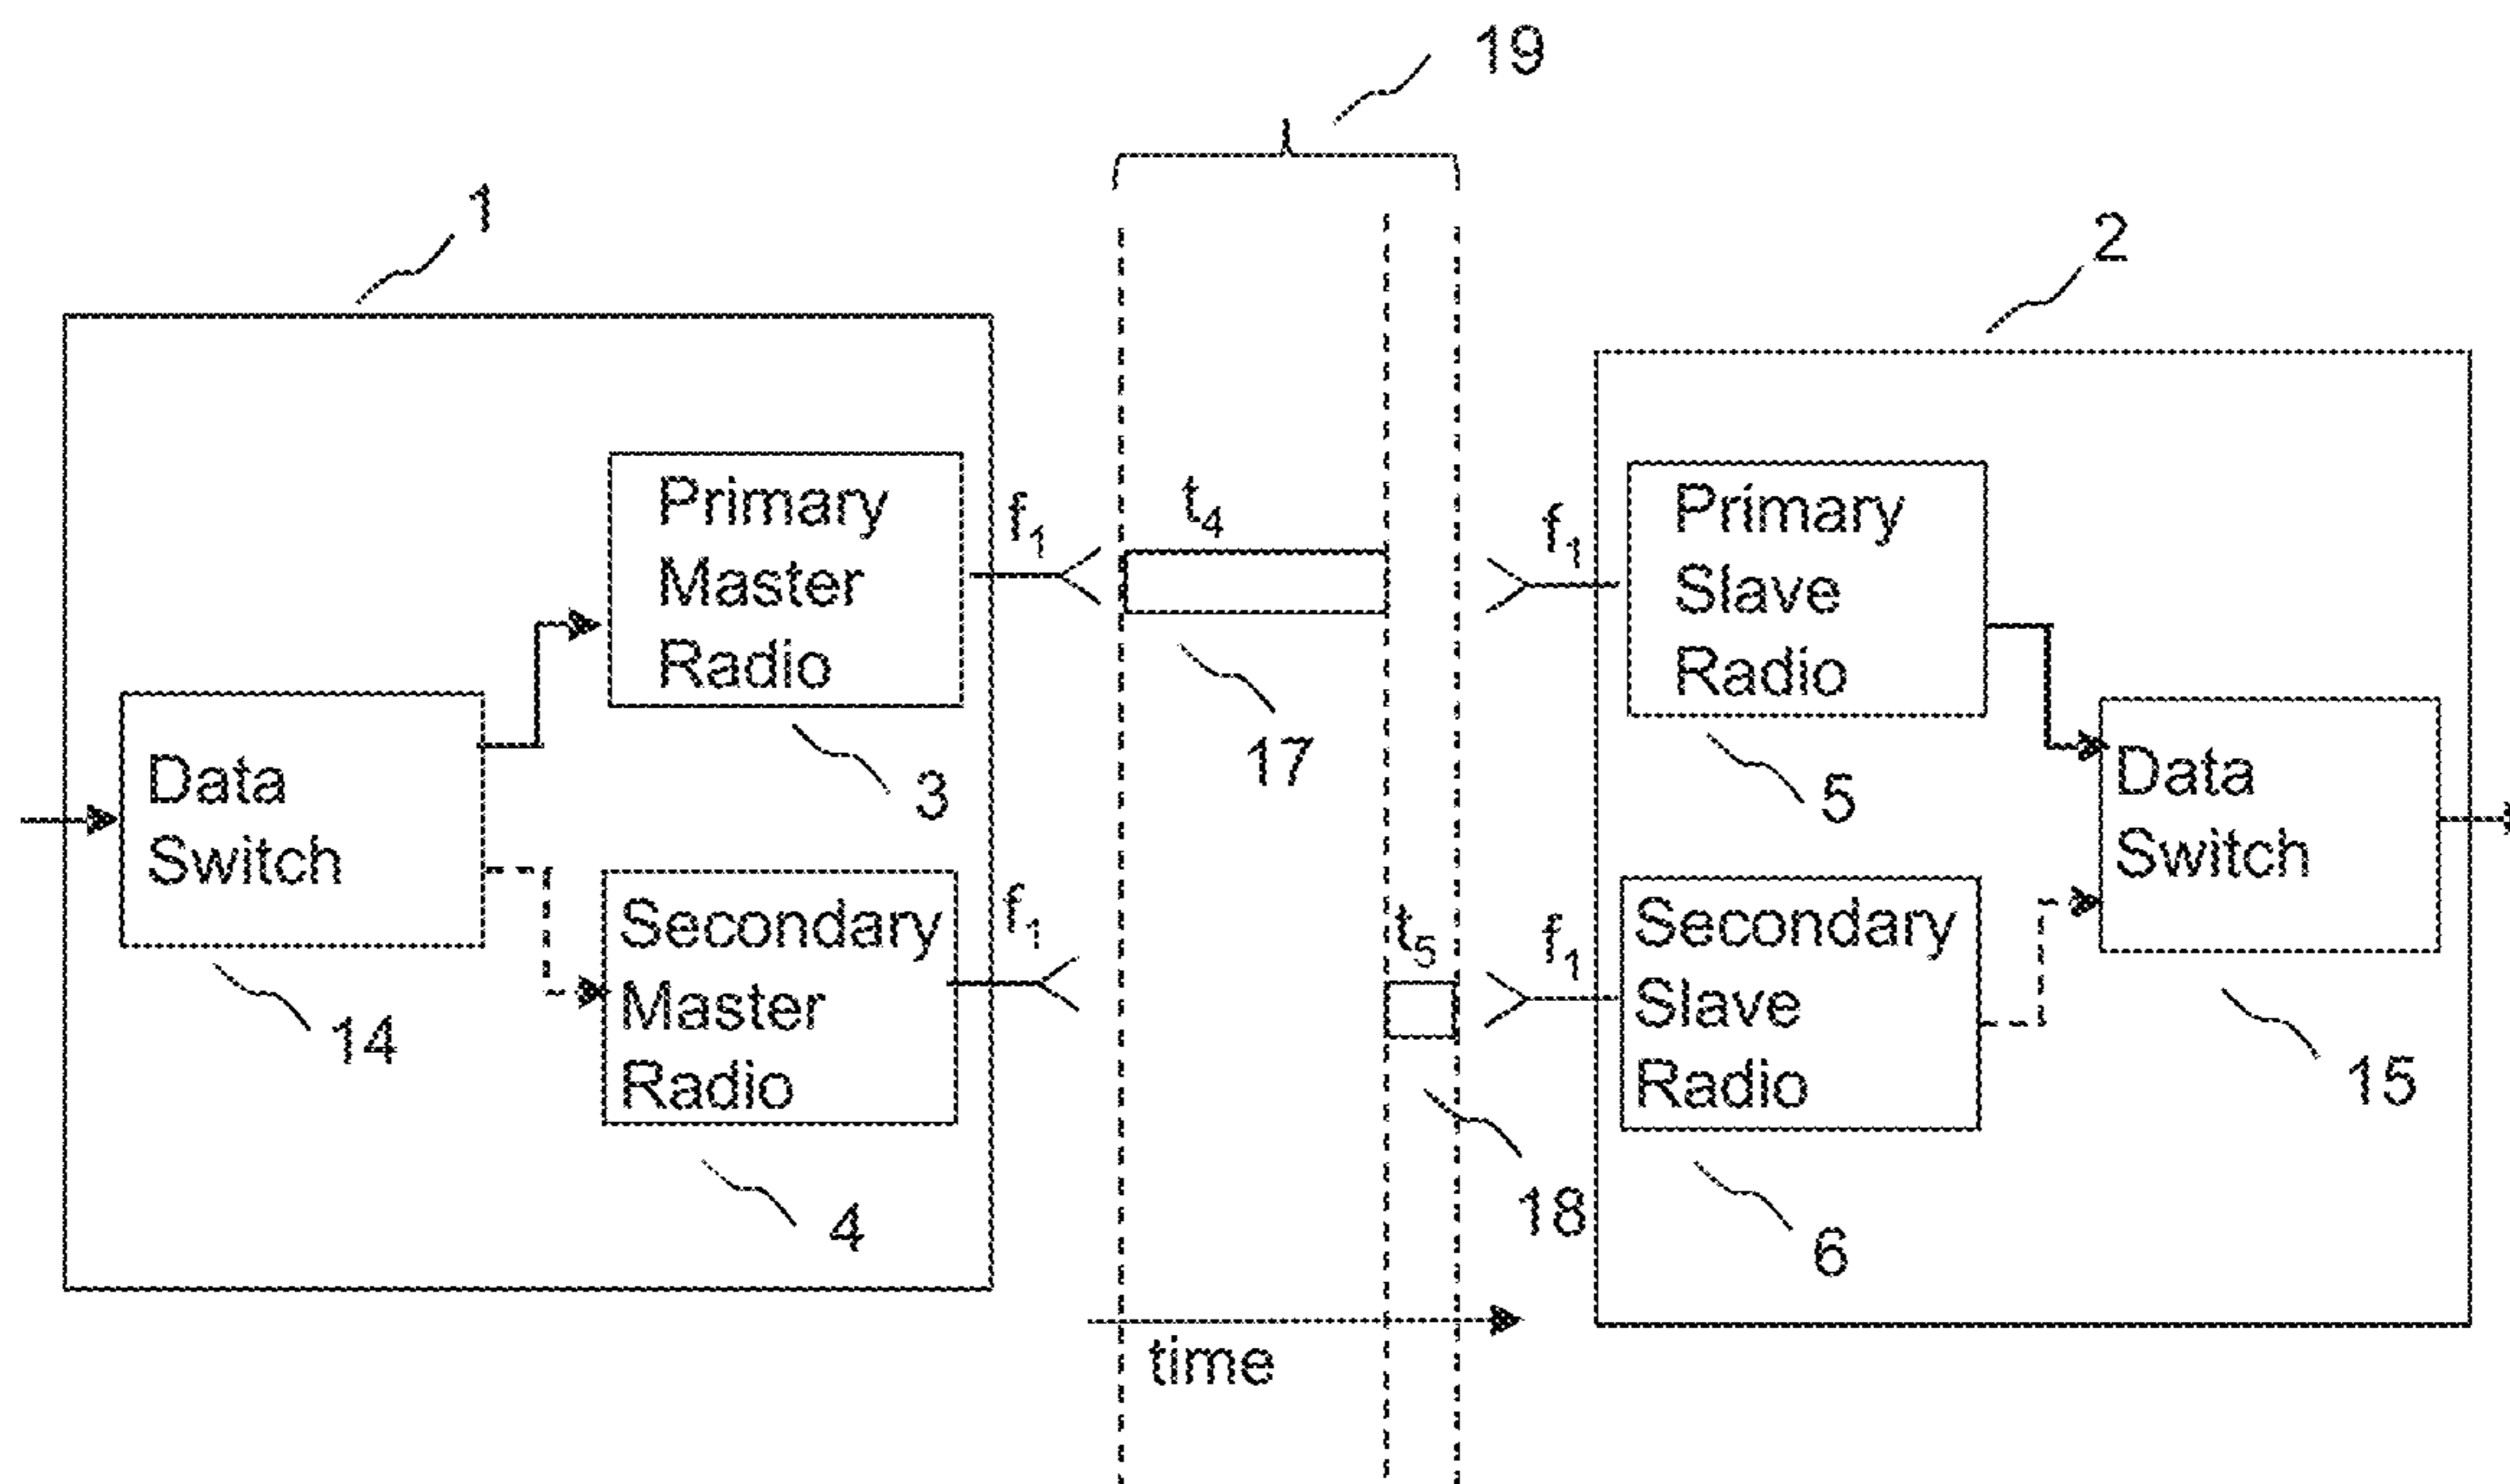 19
1
2
Primary
Master
Radio
f1
t4
f1
Primary
Slave
Radio
17
3
5
Data
Switch
Data
Switch
Secondary
Master
Radio
f1
t5
f1
Secondary
Slave
Radio
14
15
4
18
6
time